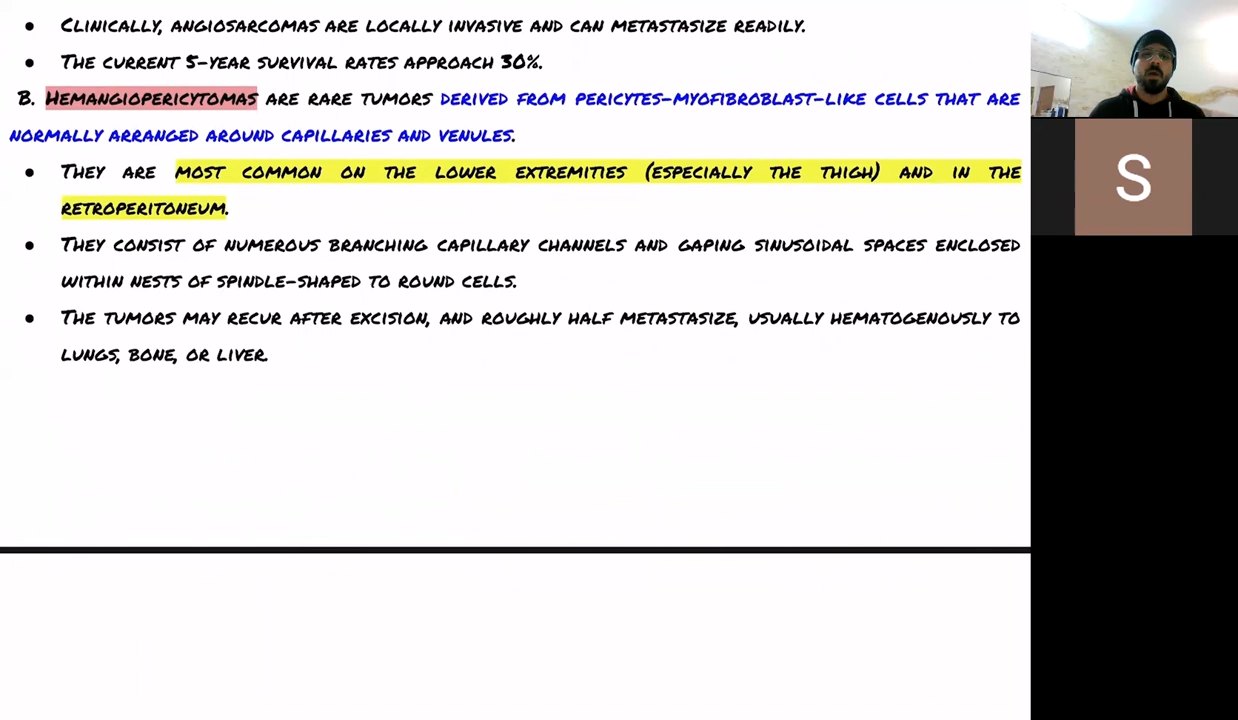 • Clinically, angiosarcomas are locally invasive and can metastasize readily.
• The current 5-year survival rates approach 30%.
B. Hemangiopericytomas are rare tumors derived from pericytes-myofibroblast-like cells that are
normally arranged around capillaries and venules.
• They are most common on the lower extremities (especially the thigh) and in the
retroperitoneum.
• They consist of numerous branching capillary channels and gaping sinusoidal spaces enclosed
within nests of spindle-shaped to round cells.
• The tumors may recur after excision, and roughly half metastasize, usually hematogenously to
lungs, bone, or liver.
S